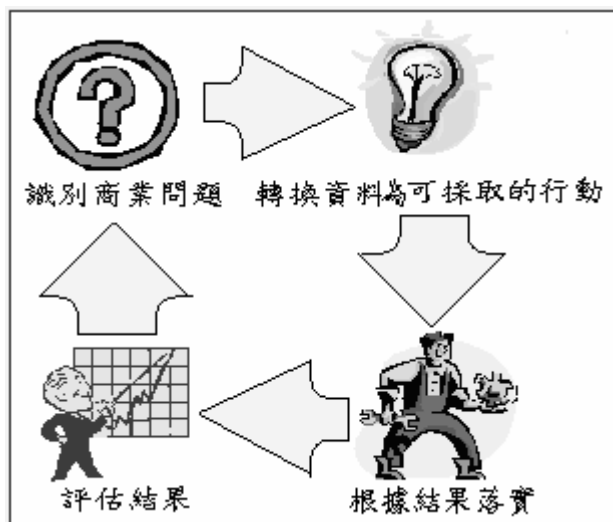 識別商業問題
轉換資料為可採取的行動
根據結果落實
評估結果